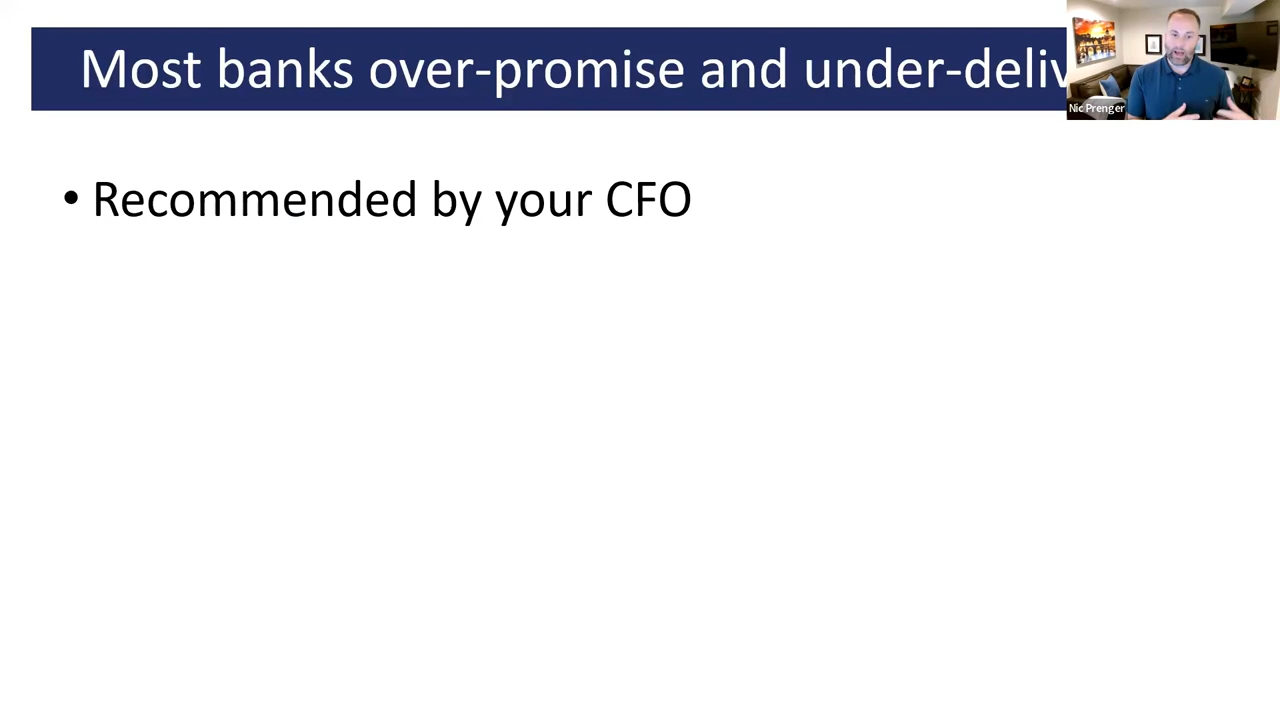 Most banks over-promise and under-deliv
Nic Prenger
• Recommended by your CFO